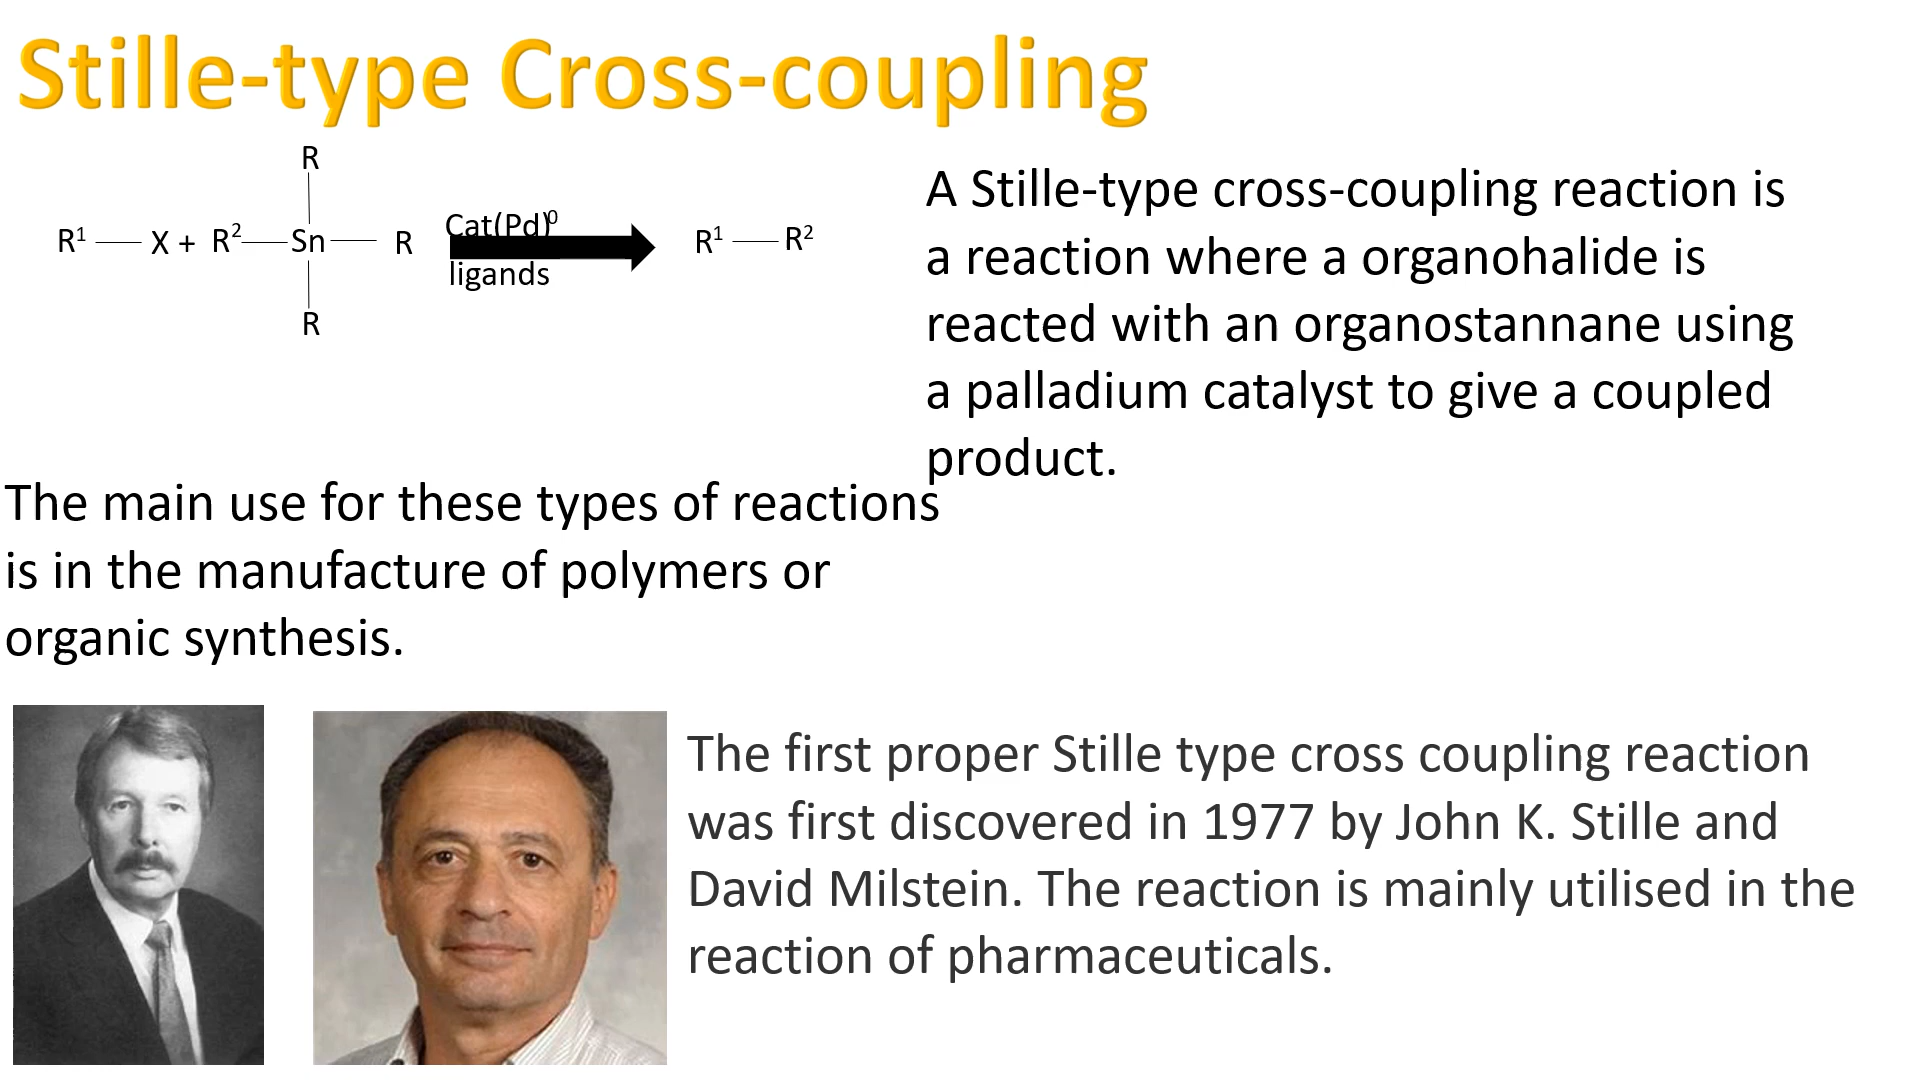 Stille-type Cross-coupling
R
R¹ X + R² Sn R Cat(Pd)⁰ R¹ R²
ligands
R
A Stille-type cross-coupling reaction is
a reaction where a organohalide is
reacted with an organostannane using
a palladium catalyst to give a coupled
product.
The main use for these types of reactions
is in the manufacture of polymers or
organic synthesis.
The first proper Stille type cross coupling reaction
was first discovered in 1977 by John K. Stille and
David Milstein. The reaction is mainly utilised in the
reaction of pharmaceuticals.